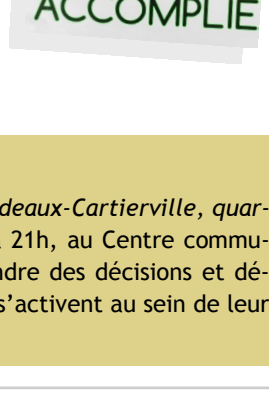 ACCOMPLIE
deaux-Cartierville, quar-
21h, au Centre commu-
ndre des décisions et dé-
s’activent au sein de leur